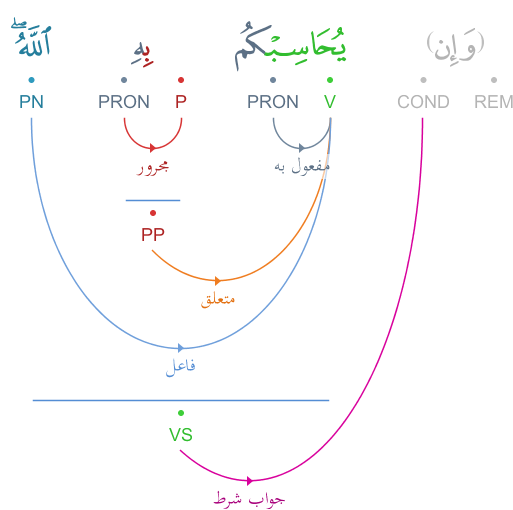 (وَإِن) يُحَاسِبْكُم بِهِ ٱللَّهُ ۖ
REM COND V PRON P PRON PN
مفعول به
مجرور
PP
متعلق
فاعل
VS
جواب شرط